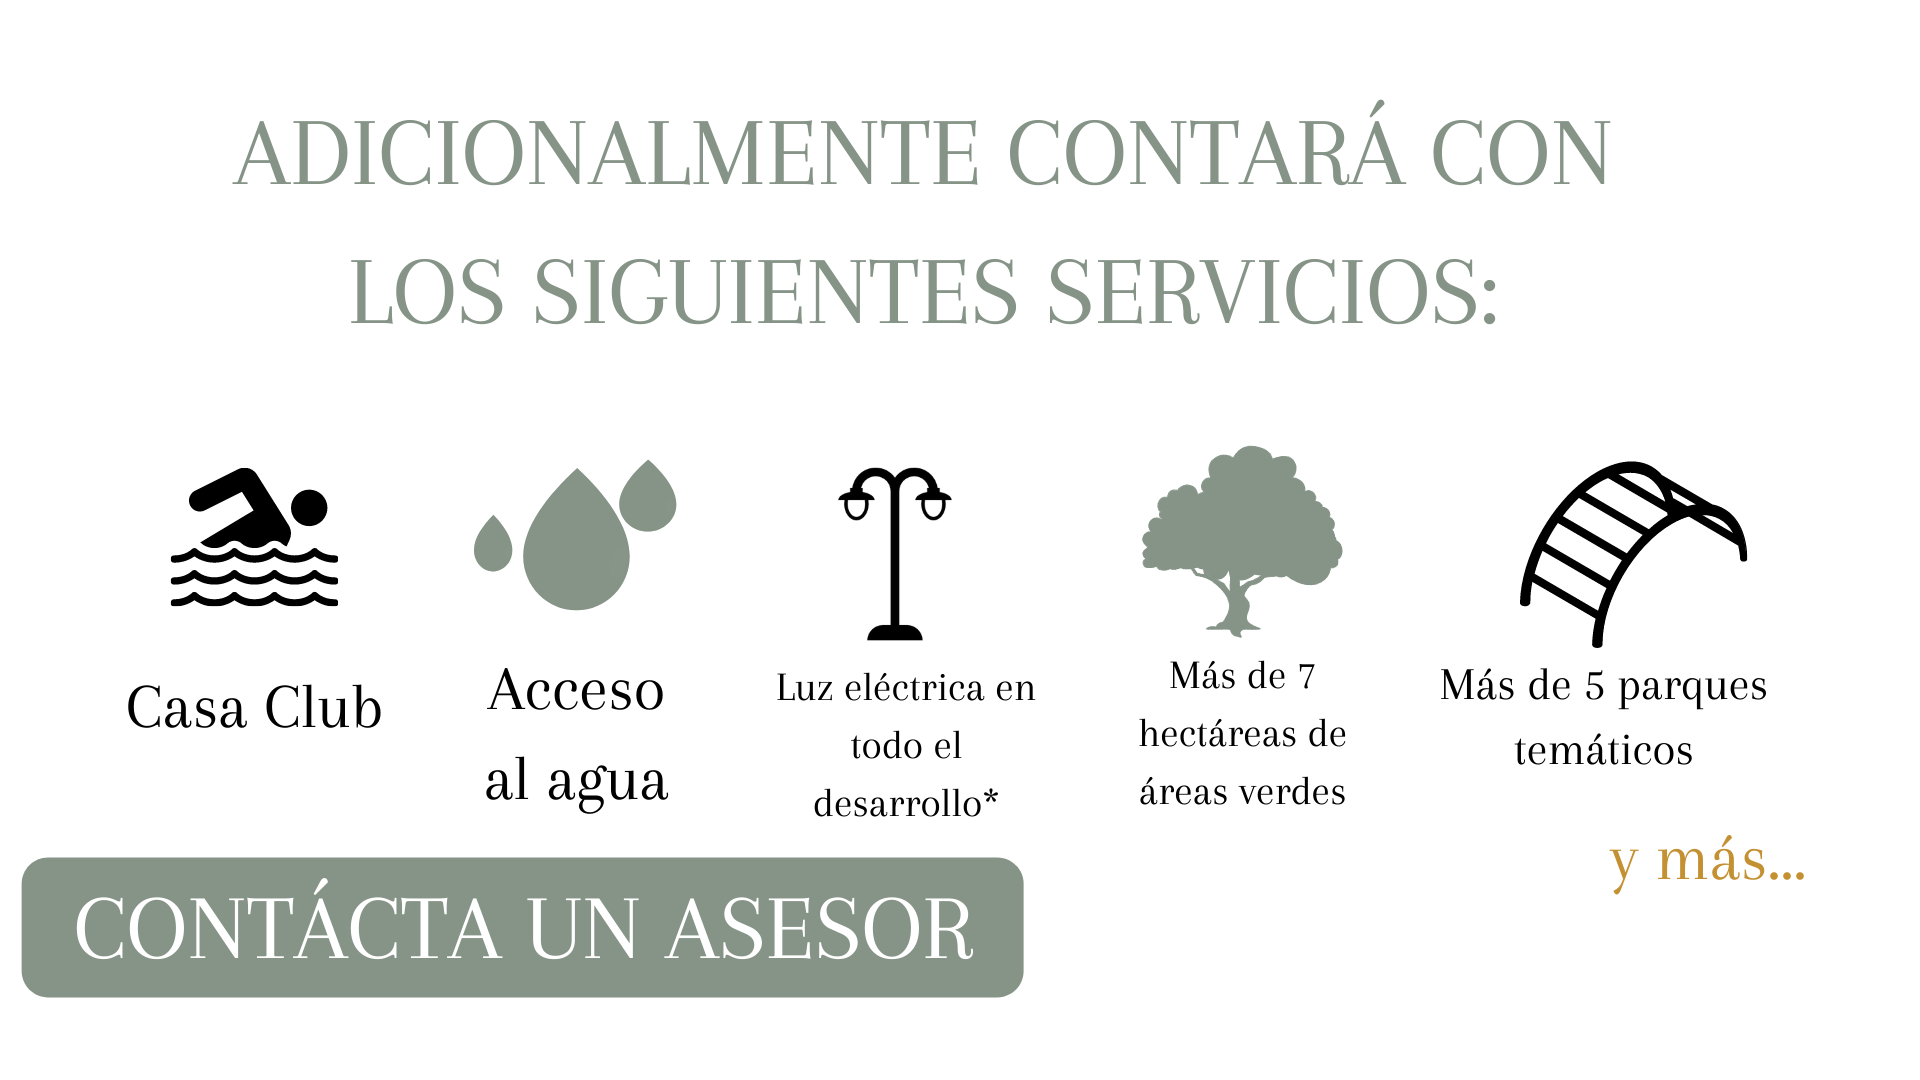 ADICIONALMENTE CONTARÁ CON
LOS SIGUIENTES SERVICIOS:
Casa Club
Acceso
al agua
Luz eléctrica en
todo el
desarrollo*
Más de 7
hectáreas de
áreas verdes
Más de 5 parques
temáticos
y más...
CONTÁCTA UN ASESOR